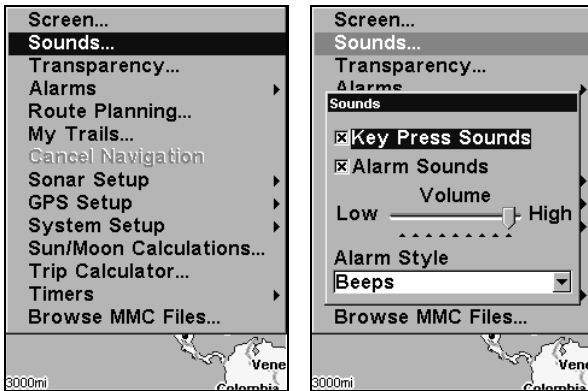 Screen...
Sounds...
Transparency...
Alarms
Route Planning...
My Trails...
Cancel Navigation
Sonar Setup
GPS Setup
System Setup
Sun/Moon Calculations...
Trip Calculator...
Timers
Browse MMC Files...
Vene
3000mi
Colombia
Screen...
Sounds...
Transparency...
Alarms
Sounds
Key Press Sounds
Alarm Sounds
Volume
Low High
Alarm Style
Beeps
Browse MMC Files...
Vene
3000mi
Colombia